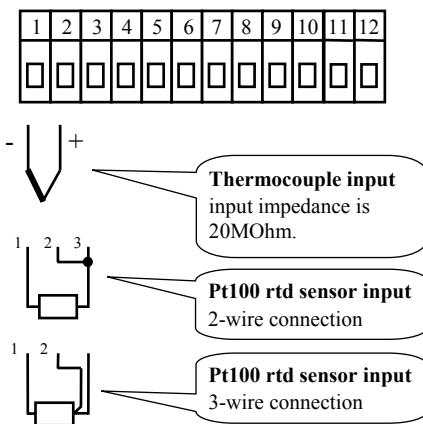 1 2 3 4 5 6 7 8 9 10 11 12
- +
Thermocouple input
input impedance is
20MOhm.
1 2 3
Pt100 rtd sensor input
2-wire connection
1 2
Pt100 rtd sensor input
3-wire connection